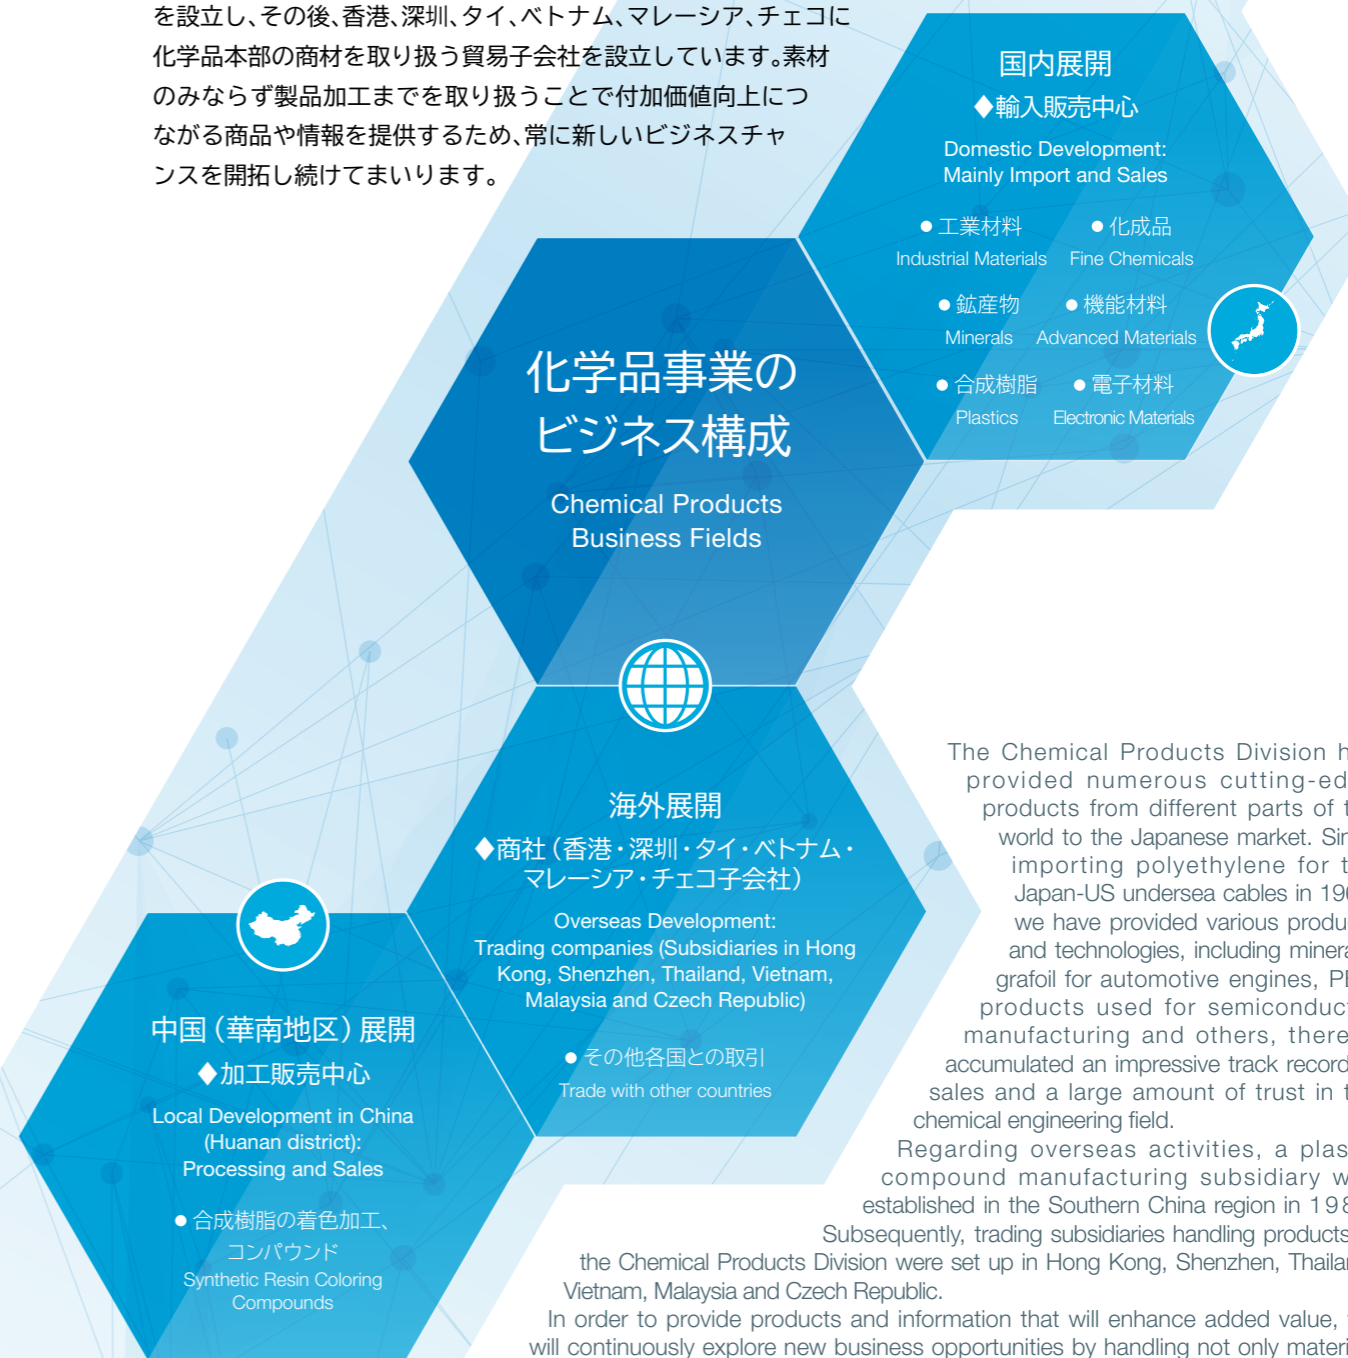 を設立し、その後、香港、深圳、タイ、ベトナム、マレーシア、チェコに
化学品本部の商材を取り扱う貿易子会社を設立しています。素材
のみならず製品加工までを取り扱うことで付加価値向上につ
ながる商品や情報を提供するため、常に新しいビジネスチャ
ンスを開拓し続けてまいります。
国内展開
◆輸入販売中心
Domestic Development:
Mainly Import and Sales
●工業材料 ●化成品
Industrial Materials Fine Chemicals
●鉱産物 ●機能材料
Minerals Advanced Materials
●合成樹脂 ●電子材料
Plastics Electronic Materials
化学品事業の
ビジネス構成
Chemical Products
Business Fields
海外展開
◆商社（香港・深圳・タイ・ベトナム・
マレーシア・チェコ子会社）
Overseas Development:
Trading companies (Subsidiaries in Hong
Kong, Shenzhen, Thailand, Vietnam,
Malaysia and Czech Republic)
●その他各国との取引
Trade with other countries
中国（華南地区）展開
◆加工販売中心
Local Development in China
(Huanan district):
Processing and Sales
●合成樹脂の着色加工、
コンパウンド
Synthetic Resin Coloring
Compounds
The Chemical Products Division
provided numerous
products from different parts of
world to the Japanese market.
importing polyethylene for
Japan-US undersea cables in
we have provided various
and technologies, including
grafoil for automotive engines,
products used for
manufacturing and others,
accumulated an impressive track
sales and a large amount of trust in
chemical engineering field.
Regarding overseas activities, a
compound manufacturing subsidiary
established in the Southern China region in
Subsequently, trading subsidiaries handling products
the Chemical Products Division were set up in Hong Kong, Shenzhen,
Vietnam, Malaysia and Czech Republic.
In order to provide products and information that will enhance added value,
will continuously explore new business opportunities by handling not only